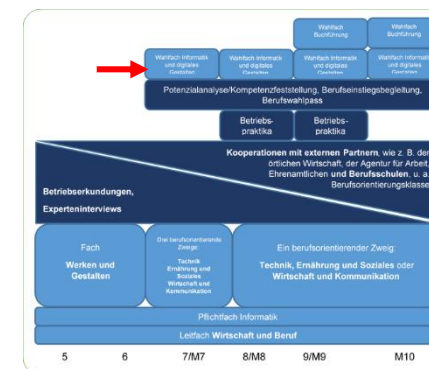 Wahlfach
Buchführung
Wahlfach
Buchführung
Wahlfach Informatik
und digitales
Gestalten
Wahlfach Informatik
und digitales
Gestalten
Wahlfach Informatik
und digitales
Gestalten
Wahlfach Informatik
und digitales
Gestalten
Potenzialanalyse/Kompetenzfeststellung, Berufseinstiegsbegleitung,
Berufswahlpass
Betriebs-
praktika
Betriebs-
praktika
Kooperationen mit externen Partnern, wie z. B. der
örtlichen Wirtschaft, der Agentur für Arbeit,
Ehrenamtlichen und Berufsschulen, u. a.
Berufsorientierungsklasse
Betriebserkundungen,
Experteninterviews
Fach
Werken und
Gestalten
Drei berufsorientierende
Zweige:
Technik
Ernährung und
Soziales
Wirtschaft und
Kommunikation
Ein berufsorientierender Zweig:
Technik, Ernährung und Soziales oder
Wirtschaft und Kommunikation
Pflichtfach Informatik
Leitfach Wirtschaft und Beruf
5 6 7/M7 8/M8 9/M9 M10